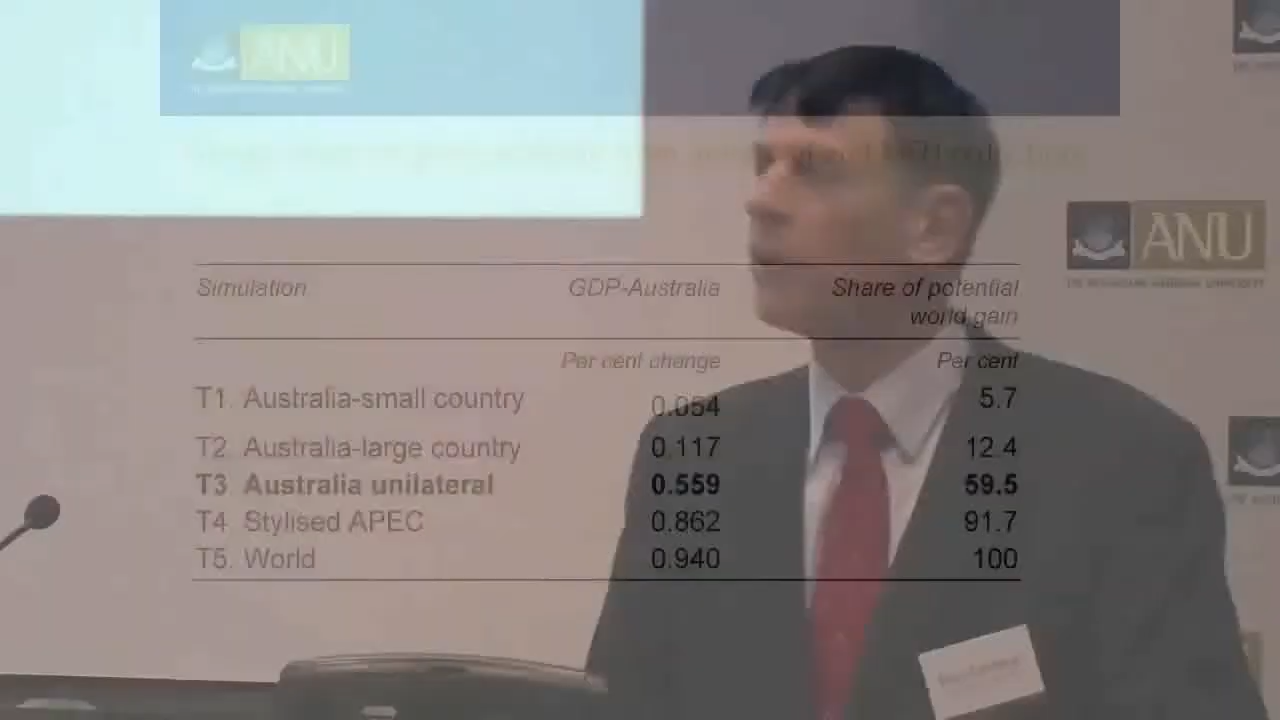 ANU
ANU
Simulation GDP-Australia Share of potential
world gain
Per cent change Per cent
T1. Australia-small country 0.054 5.7
T2. Australia-large country 0.117 12.4
T3 Australia unilateral 0.559 59.5
T4 Stylised APEC 0.862 91.7
T5. World 0.940 100